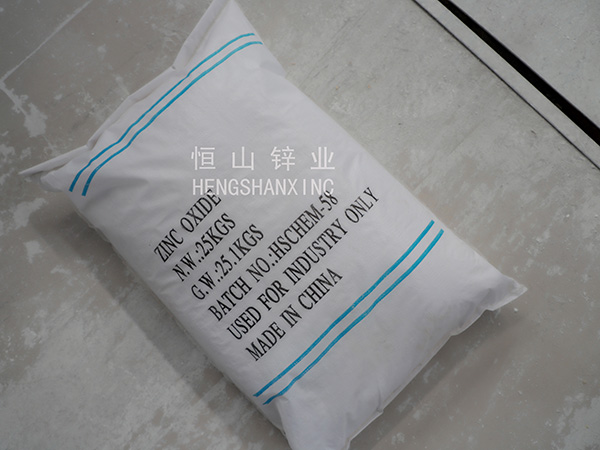 恒山锌业
HENGSHANXINC
ZINC OXIDE
N.W.:25KGS
G.W.:25.1KGS
BATCH NO.:HSCHEM-58
USED FOR INDUSTRY ONLY
MADE IN CHINA